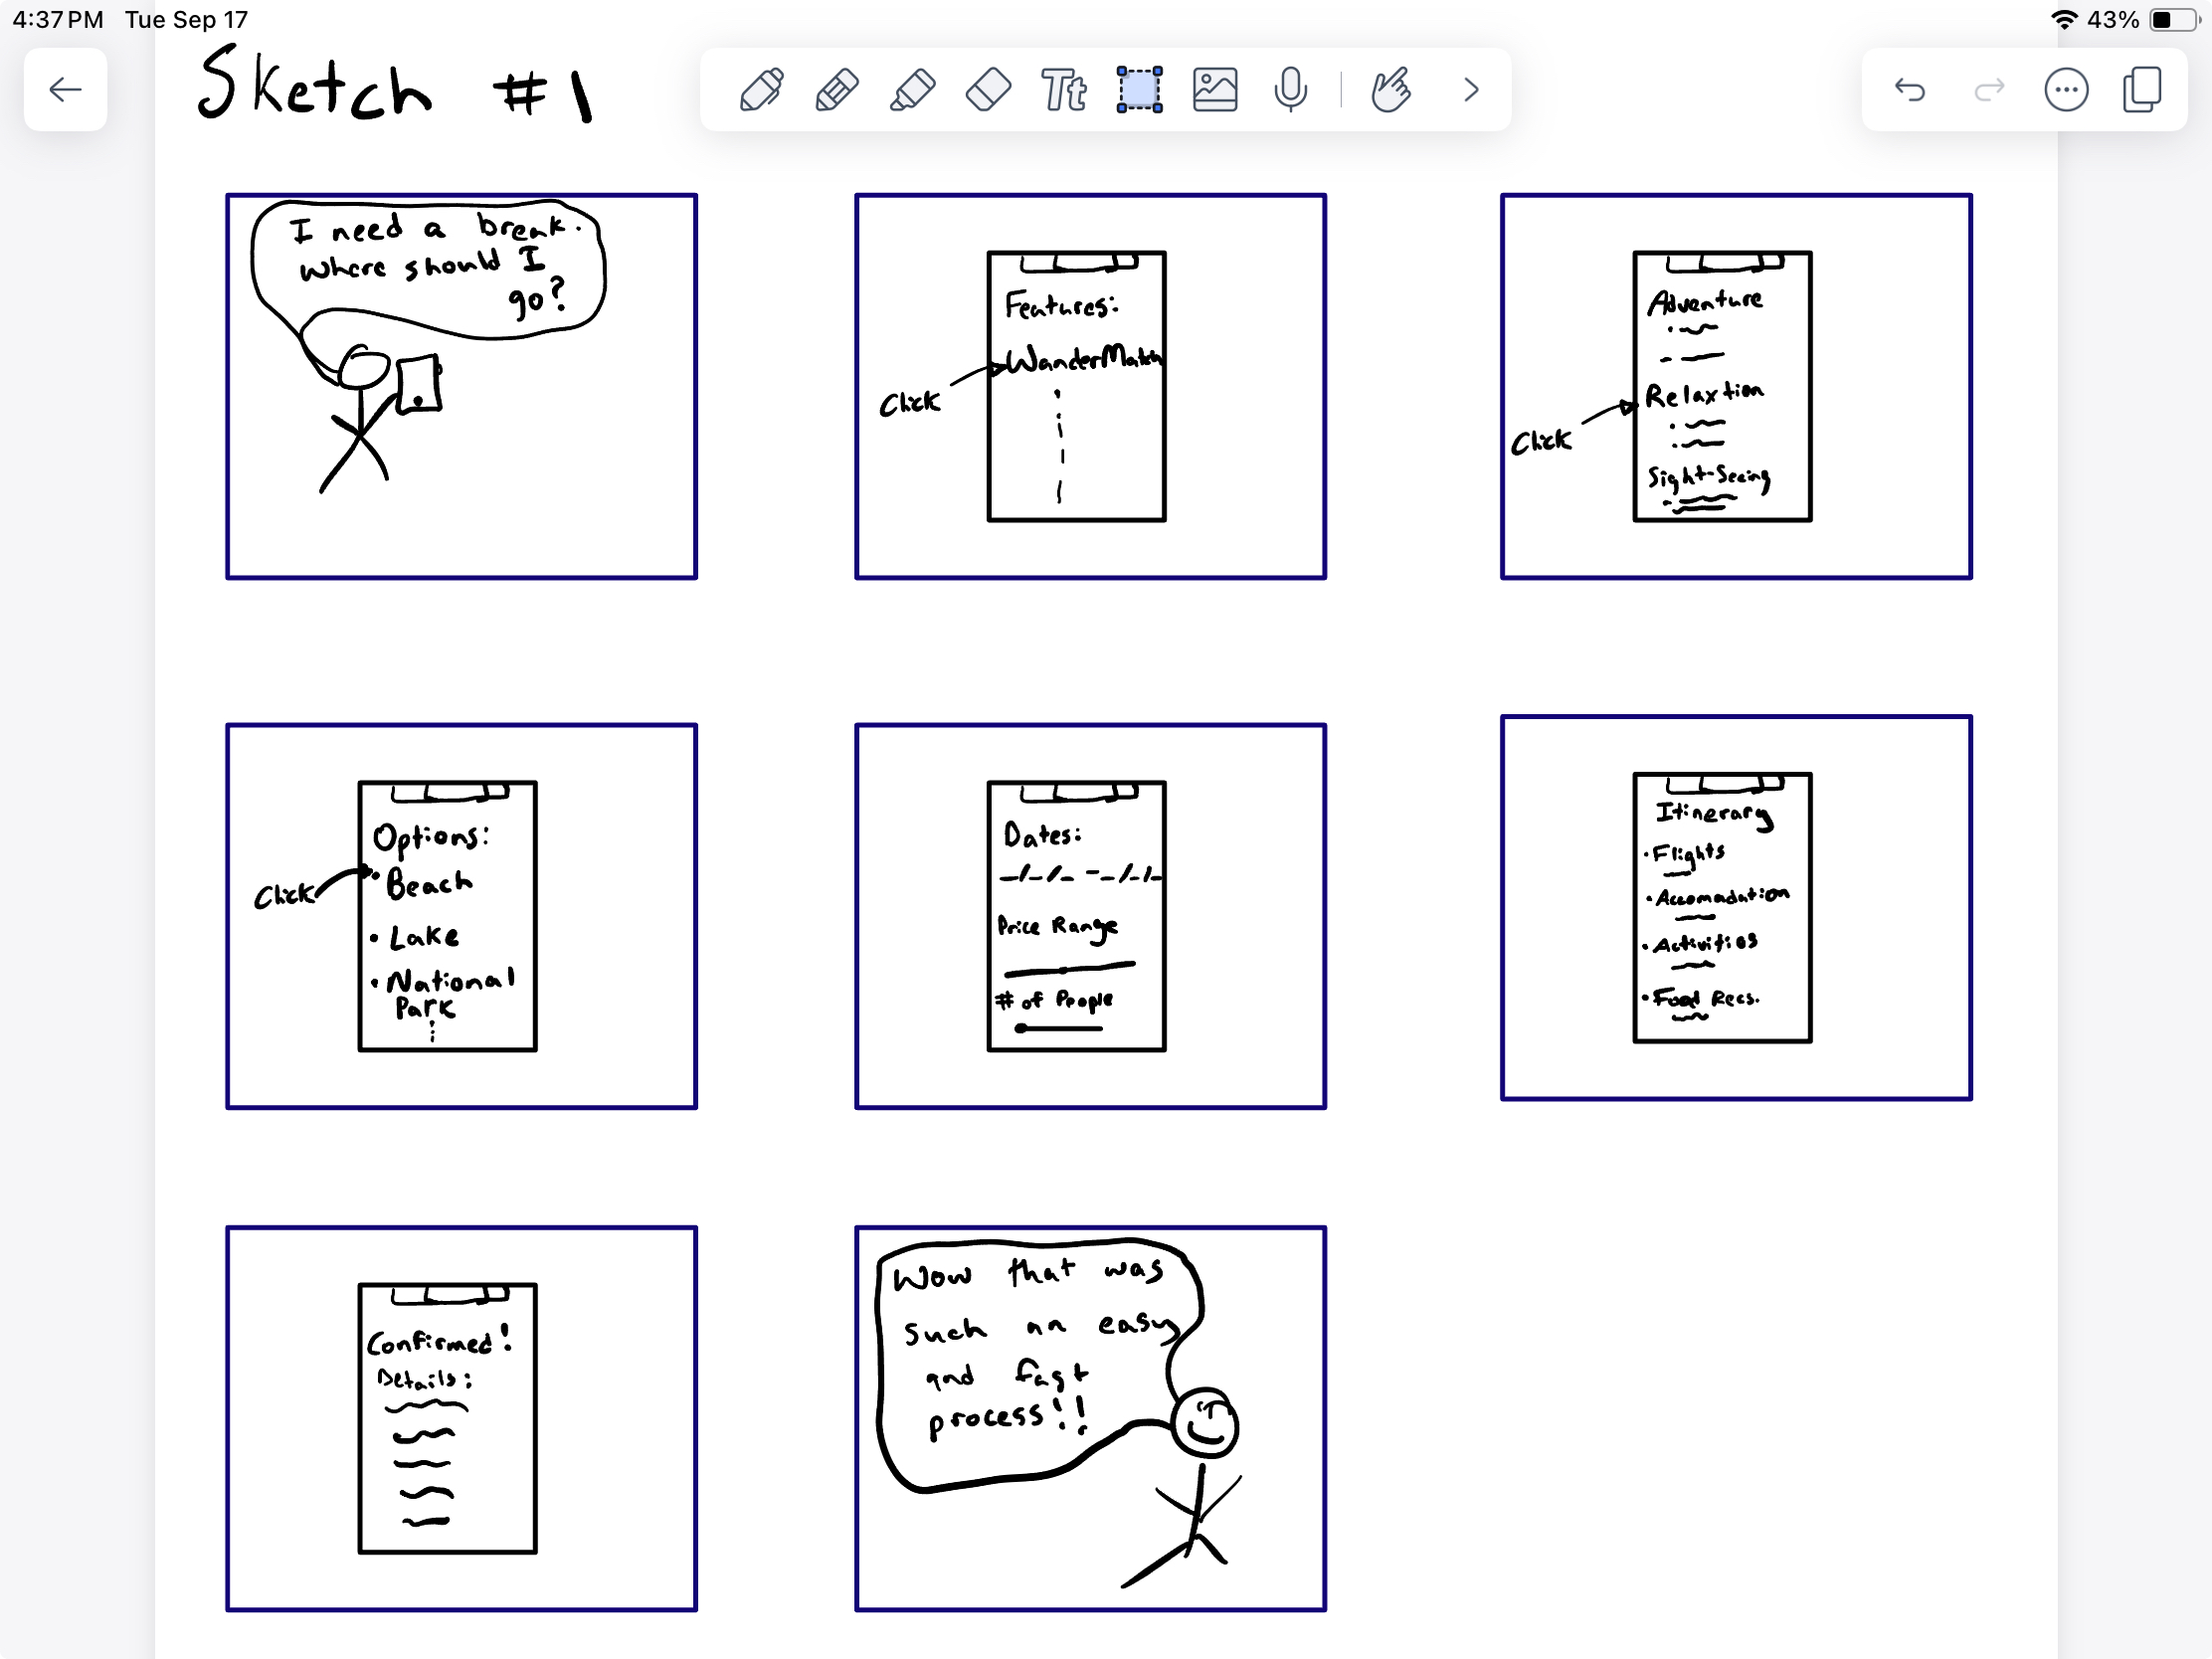 4:37 PM Tue Sep 17
43%
Sketch #1
Tt
I need a break.
Where should I
go?
Features:
WanderMatch
Click
Adventure
Relaxtion
Click
Sight-Seeing
Options:
• Beach
Click
• Lake
• National
Park
Dates:
_/_/_ - _/_/_
Price Range
# of People
Itinerary
• Flights
• Accomadation
• Activities
• Food Recs.
Confirmed!
Details:
Wow that was
such an easy
and fast
process!!